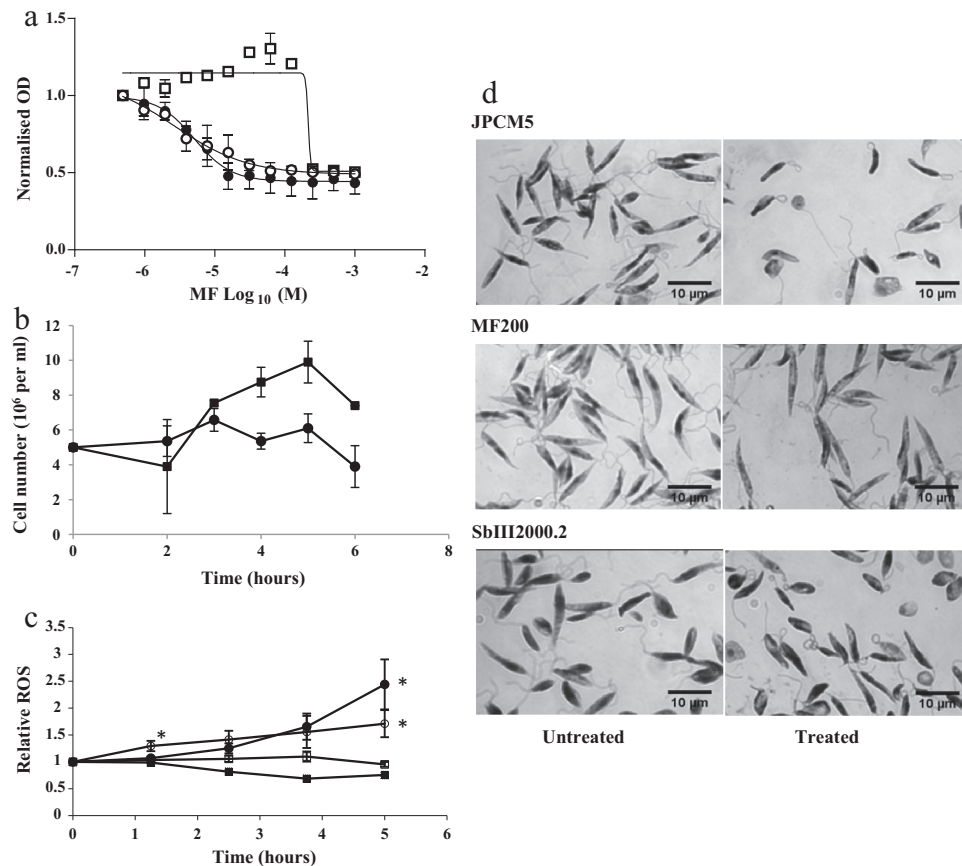 a
1.5
1.0
0.5
0.0
Normalised OD
−7 −6 −5 −4 −3 −2
MF Log10 (M)
b
12
10
8
6
4
2
0
Cell number (10⁶ per ml)
0 2 4 6 8
Time (hours)
c
3.5
3
2.5
2
1.5
1
0.5
0
Relative ROS
*
*
*
0 1 2 3 4 5 6
Time (hours)
d
JPCM5
10 µm
10 µm
MF200
10 µm
10 µm
SbIII2000.2
10 µm
10 µm
Untreated Treated